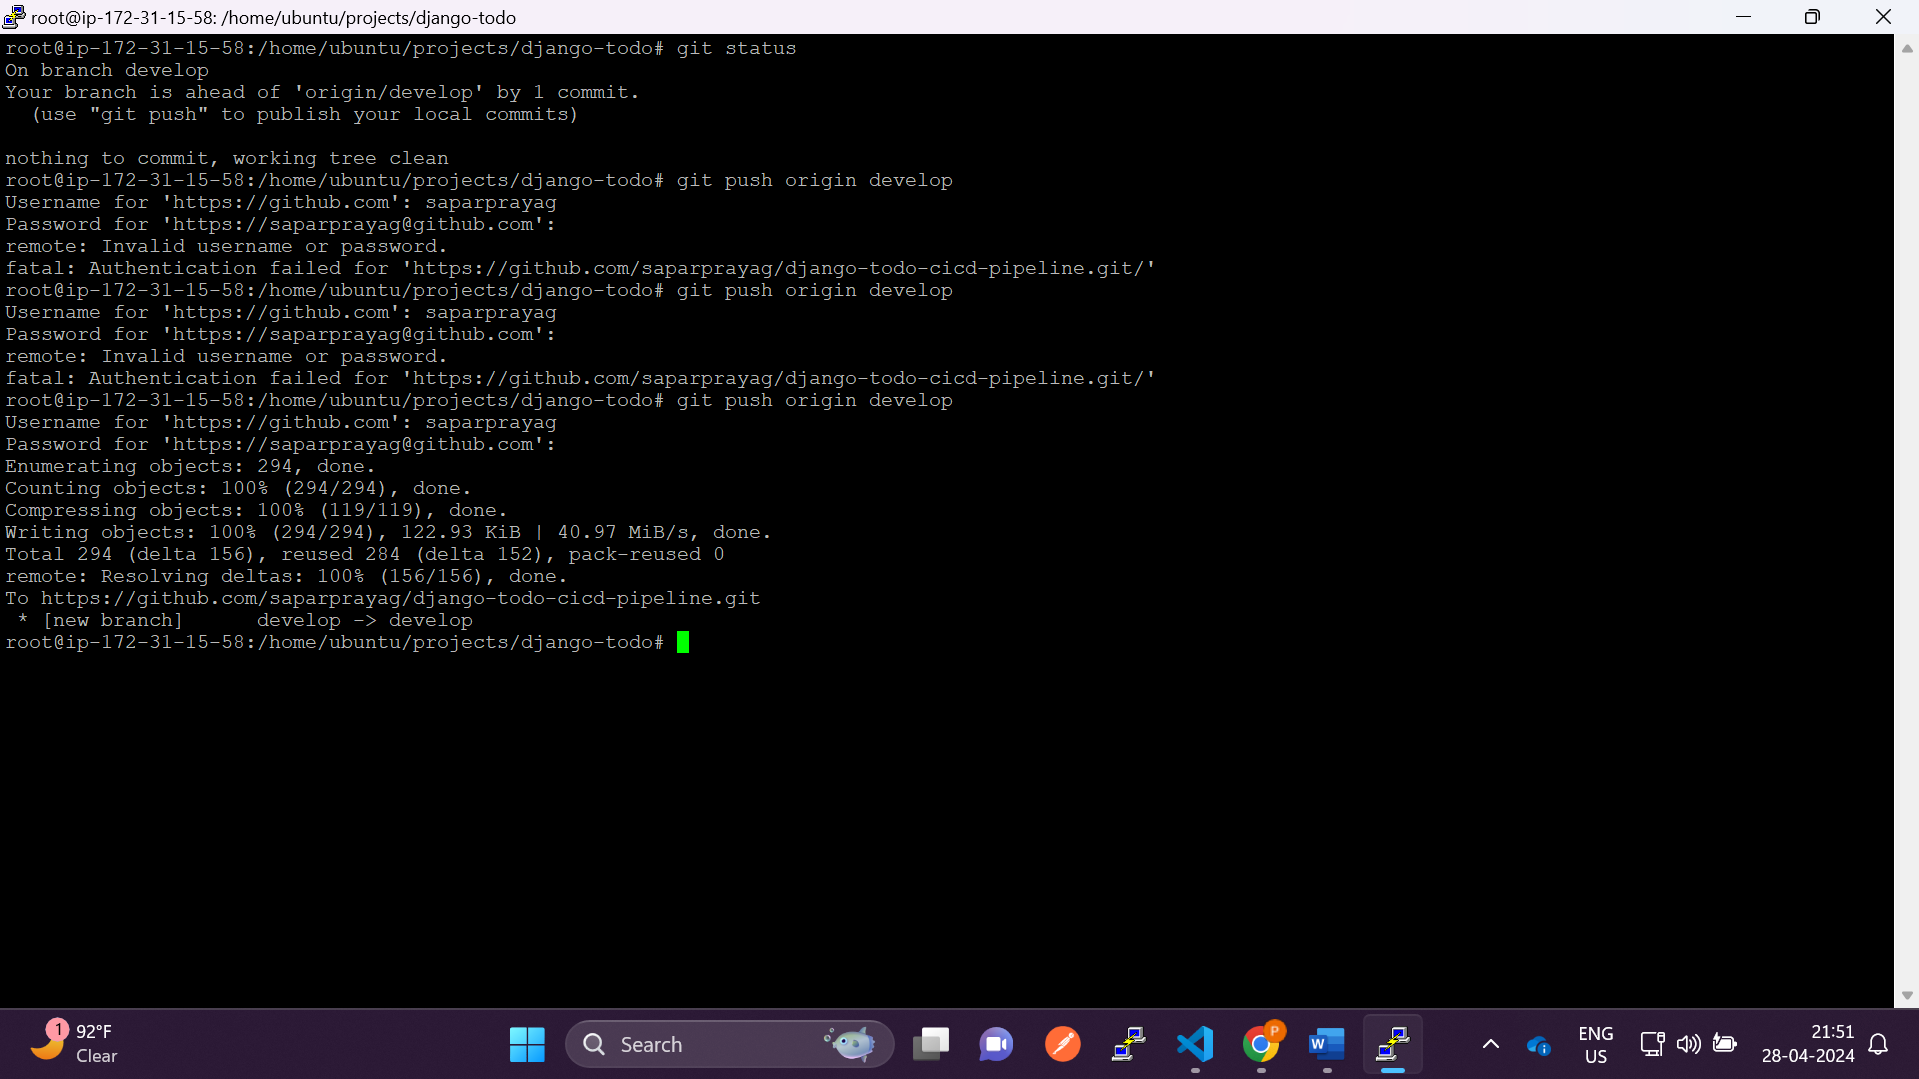 root@ip-172-31-15-58: /home/ubuntu/projects/django-todo
root@ip-172-31-15-58:/home/ubuntu/projects/django-todo# git status
On branch develop
Your branch is ahead of 'origin/develop' by 1 commit.
  (use "git push" to publish your local commits)
nothing to commit, working tree clean
root@ip-172-31-15-58:/home/ubuntu/projects/django-todo# git push origin develop
Username for 'https://github.com': saparprayag
Password for 'https://saparprayag@github.com':
remote: Invalid username or password.
fatal: Authentication failed for 'https://github.com/saparprayag/django-todo-cicd-pipeline.git/'
root@ip-172-31-15-58:/home/ubuntu/projects/django-todo# git push origin develop
Username for 'https://github.com': saparprayag
Password for 'https://saparprayag@github.com':
remote: Invalid username or password.
fatal: Authentication failed for 'https://github.com/saparprayag/django-todo-cicd-pipeline.git/'
root@ip-172-31-15-58:/home/ubuntu/projects/django-todo# git push origin develop
Username for 'https://github.com': saparprayag
Password for 'https://saparprayag@github.com':
Enumerating objects: 294, done.
Counting objects: 100% (294/294), done.
Compressing objects: 100% (119/119), done.
Writing objects: 100% (294/294), 122.93 KiB | 40.97 MiB/s, done.
Total 294 (delta 156), reused 284 (delta 152), pack-reused 0
remote: Resolving deltas: 100% (156/156), done.
To https://github.com/saparprayag/django-todo-cicd-pipeline.git
 * [new branch]      develop -> develop
root@ip-172-31-15-58:/home/ubuntu/projects/django-todo#
1
92°F
Clear
Search
P
W
ENG
US
21:51
28-04-2024